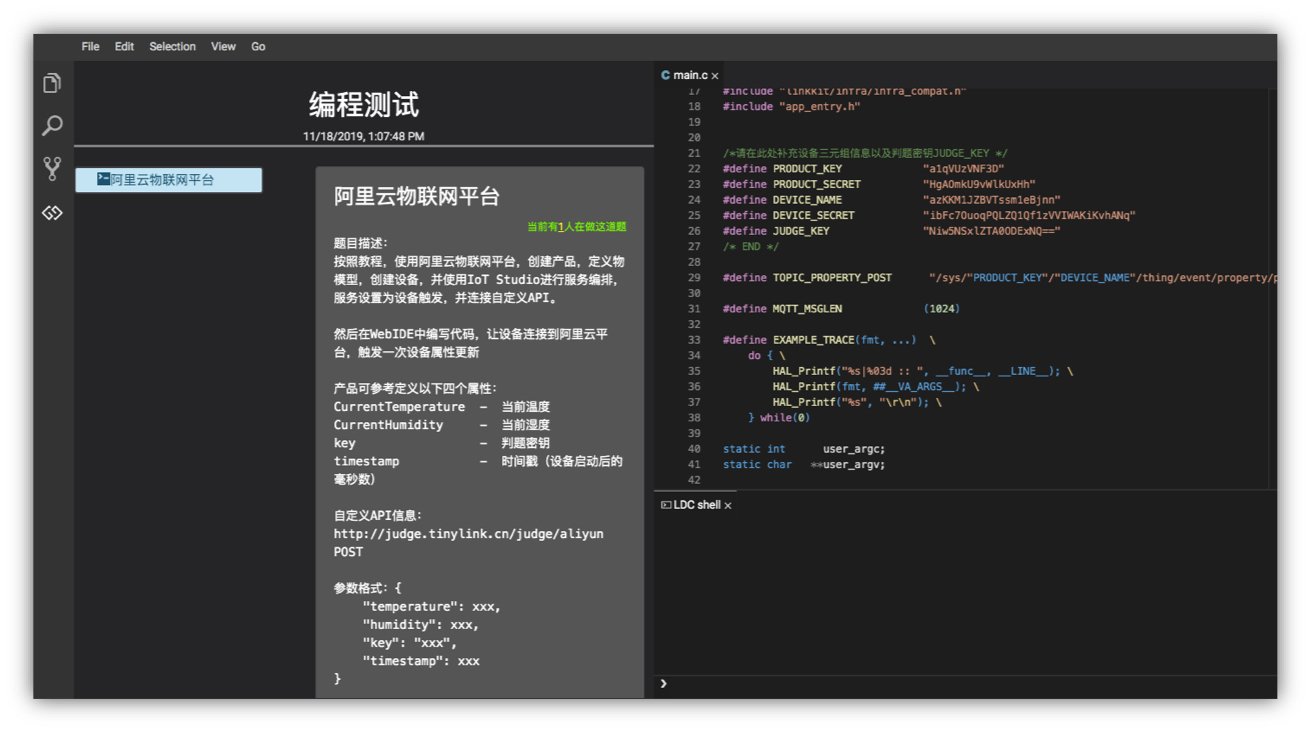 File Edit Selection View Go
编程测试
11/18/2019, 1:07:48 PM
阿里云物联网平台
阿里云物联网平台
当前有1人在做这道题
题目描述:
按照教程，使用阿里云物联网平台，创建产品，定义物
模型，创建设备，并使用IoT Studio进行服务编排，
服务设置为设备触发，并连接自定义API。
然后在WebIDE中编写代码，让设备连接到阿里云平
台，触发一次设备属性更新
产品可参考定义以下四个属性:
CurrentTemperature – 当前温度
CurrentHumidity – 当前湿度
key – 判题密钥
timestamp – 时间戳（设备启动后的
毫秒数）
自定义API信息:
http://judge.tinylink.cn/judge/aliyun
POST
参数格式: {
"temperature": xxx,
"humidity": xxx,
"key": "xxx",
"timestamp": xxx
}
C main.c ×
17 #include "linkkit/infra/infra_compat.h"
18 #include "app_entry.h"
19
20
21 /*请在此处补充设备三元组信息以及判题密钥JUDGE_KEY */
22 #define PRODUCT_KEY "a1qVUzVNF3D"
23 #define PRODUCT_SECRET "HgAOmkU9vWlkUxHh"
24 #define DEVICE_NAME "azKKM1JZBVTssm1eBjnn"
25 #define DEVICE_SECRET "ibFc7OuoqPQLZQ1Qf1zVVIWAKiKvhANq"
26 #define JUDGE_KEY "Niw5NSxlZTA0ODExNQ=="
27 /* END */
28
29 #define TOPIC_PROPERTY_POST "/sys/"PRODUCT_KEY"/"DEVICE_NAME"/thing/event/property/p
30
31 #define MQTT_MSGLEN (1024)
32
33 #define EXAMPLE_TRACE(fmt, ...) \
34 do { \
35 HAL_Printf("%s|%03d :: ", __func__, __LINE__); \
36 HAL_Printf(fmt, ##__VA_ARGS__); \
37 HAL_Printf("%s", "\r\n"); \
38 } while(0)
39
40 static int user_argc;
41 static char **user_argv;
42
LDC shell ×
❯